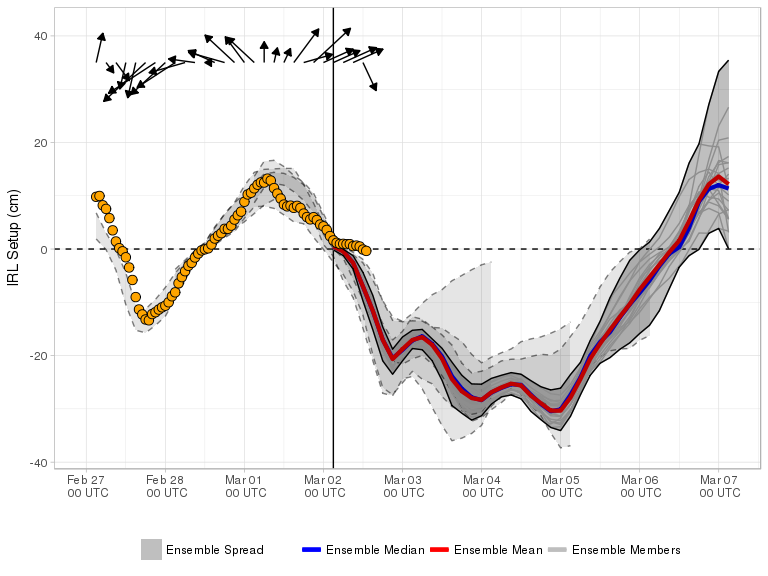 40
20
0
-20
-40
IRL Setup (cm)
Feb 27 Feb 28 Mar 01 Mar 02 Mar 03 Mar 04 Mar 05 Mar 06 Mar 07
00 UTC 00 UTC 00 UTC 00 UTC 00 UTC 00 UTC 00 UTC 00 UTC 00 UTC
Ensemble Spread Ensemble Median Ensemble Mean Ensemble Members